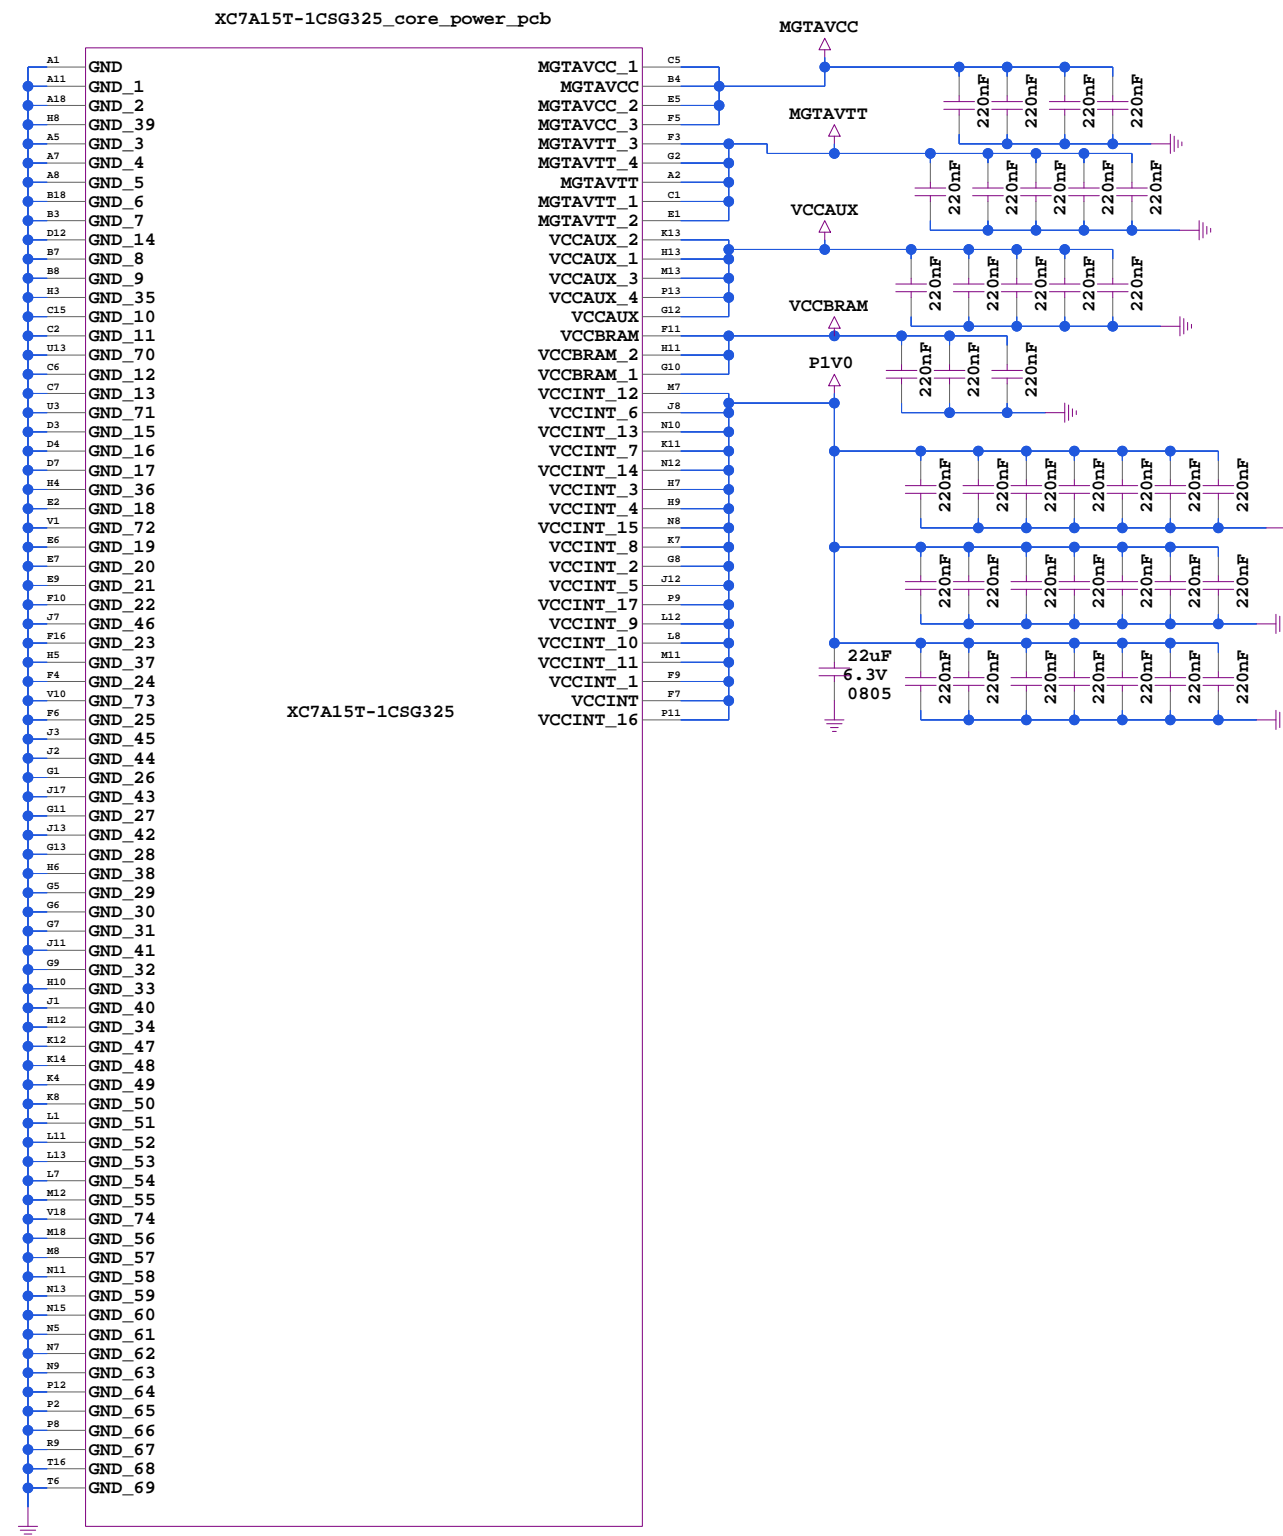 XC7A15T-1CSG325_core_power_pcb
A1 GND
A11 GND_1
A18 GND_2
H8 GND_39
A5 GND_3
A7 GND_4
A8 GND_5
B18 GND_6
B3 GND_7
D12 GND_14
B7 GND_8
B8 GND_9
H3 GND_35
C15 GND_10
C2 GND_11
U13 GND_70
C6 GND_12
C7 GND_13
U3 GND_71
D3 GND_15
D4 GND_16
D7 GND_17
H4 GND_36
E2 GND_18
V1 GND_72
E6 GND_19
E7 GND_20
E9 GND_21
F10 GND_22
J7 GND_46
F16 GND_23
H5 GND_37
F4 GND_24
V10 GND_73
F6 GND_25
J3 GND_45
J2 GND_44
G1 GND_26
J17 GND_43
G11 GND_27
J13 GND_42
G13 GND_28
H6 GND_38
G5 GND_29
G6 GND_30
G7 GND_31
J11 GND_41
G9 GND_32
H10 GND_33
J1 GND_40
H12 GND_34
K12 GND_47
K14 GND_48
K4 GND_49
K8 GND_50
L1 GND_51
L11 GND_52
L13 GND_53
L7 GND_54
M12 GND_55
V18 GND_74
M18 GND_56
M8 GND_57
N11 GND_58
N13 GND_59
N15 GND_60
N5 GND_61
N7 GND_62
N9 GND_63
P12 GND_64
P2 GND_65
P8 GND_66
R9 GND_67
T16 GND_68
T6 GND_69
XC7A15T-1CSG325
MGTAVCC_1 C5
MGTAVCC B4
MGTAVCC_2 E5
MGTAVCC_3 F5
MGTAVTT_3 F3
MGTAVTT_4 G2
MGTAVTT A2
MGTAVTT_1 C1
MGTAVTT_2 E1
VCCAUX_2 K13
VCCAUX_1 H13
VCCAUX_3 M13
VCCAUX_4 P13
VCCAUX G12
VCCBRAM F11
VCCBRAM_2 H11
VCCBRAM_1 G10
VCCINT_12 M7
VCCINT_6 J8
VCCINT_13 N10
VCCINT_7 K11
VCCINT_14 N12
VCCINT_3 H7
VCCINT_4 H9
VCCINT_15 N8
VCCINT_8 K7
VCCINT_2 G8
VCCINT_5 J12
VCCINT_17 P9
VCCINT_9 L12
VCCINT_10 L8
VCCINT_11 M11
VCCINT_1 F9
VCCINT F7
VCCINT_16 P11
MGTAVCC
220nF 220nF 220nF 220nF
MGTAVTT
220nF 220nF 220nF 220nF 220nF
VCCAUX
220nF 220nF 220nF 220nF 220nF
VCCBRAM
220nF 220nF 220nF
P1V0
220nF 220nF 220nF 220nF 220nF 220nF 220nF
220nF 220nF 220nF 220nF 220nF 220nF 220nF
22uF
6.3V
0805
220nF 220nF 220nF 220nF 220nF 220nF 220nF